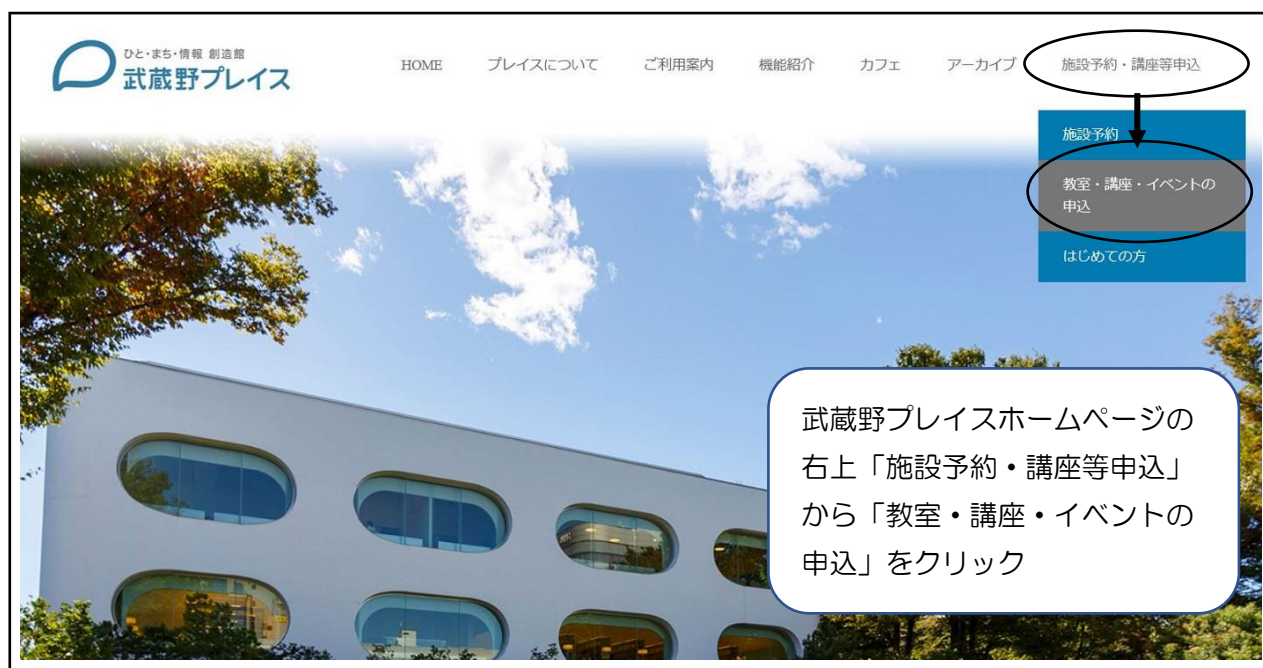 ひと・まち・情報 創造館
武蔵野プレイス
HOME プレイスについて ご利用案内 機能紹介 カフェ アーカイブ 施設予約・講座等申込
施設予約
教室・講座・イベントの
申込
はじめての方
武蔵野プレイスホームページの
右上「施設予約・講座等申込」
から「教室・講座・イベントの
申込」をクリック